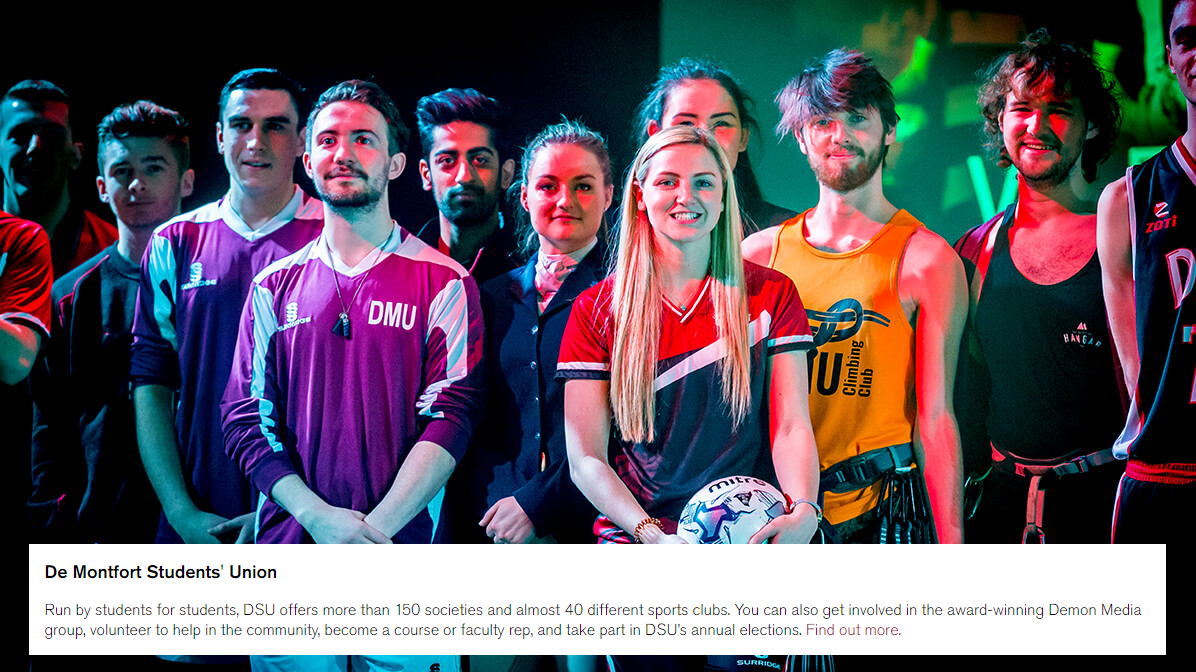 ZOTI
SURRIDGE
DMU
HANGAR
Climbing
Club
mitre
De Montfort Students' Union
Run by students for students, DSU offers more than 150 societies and almost 40 different sports clubs. You can also get involved in the award-winning Demon Media
group, volunteer to help in the community, become a course or faculty rep, and take part in DSU's annual elections. Find out more.
SURRIDGE